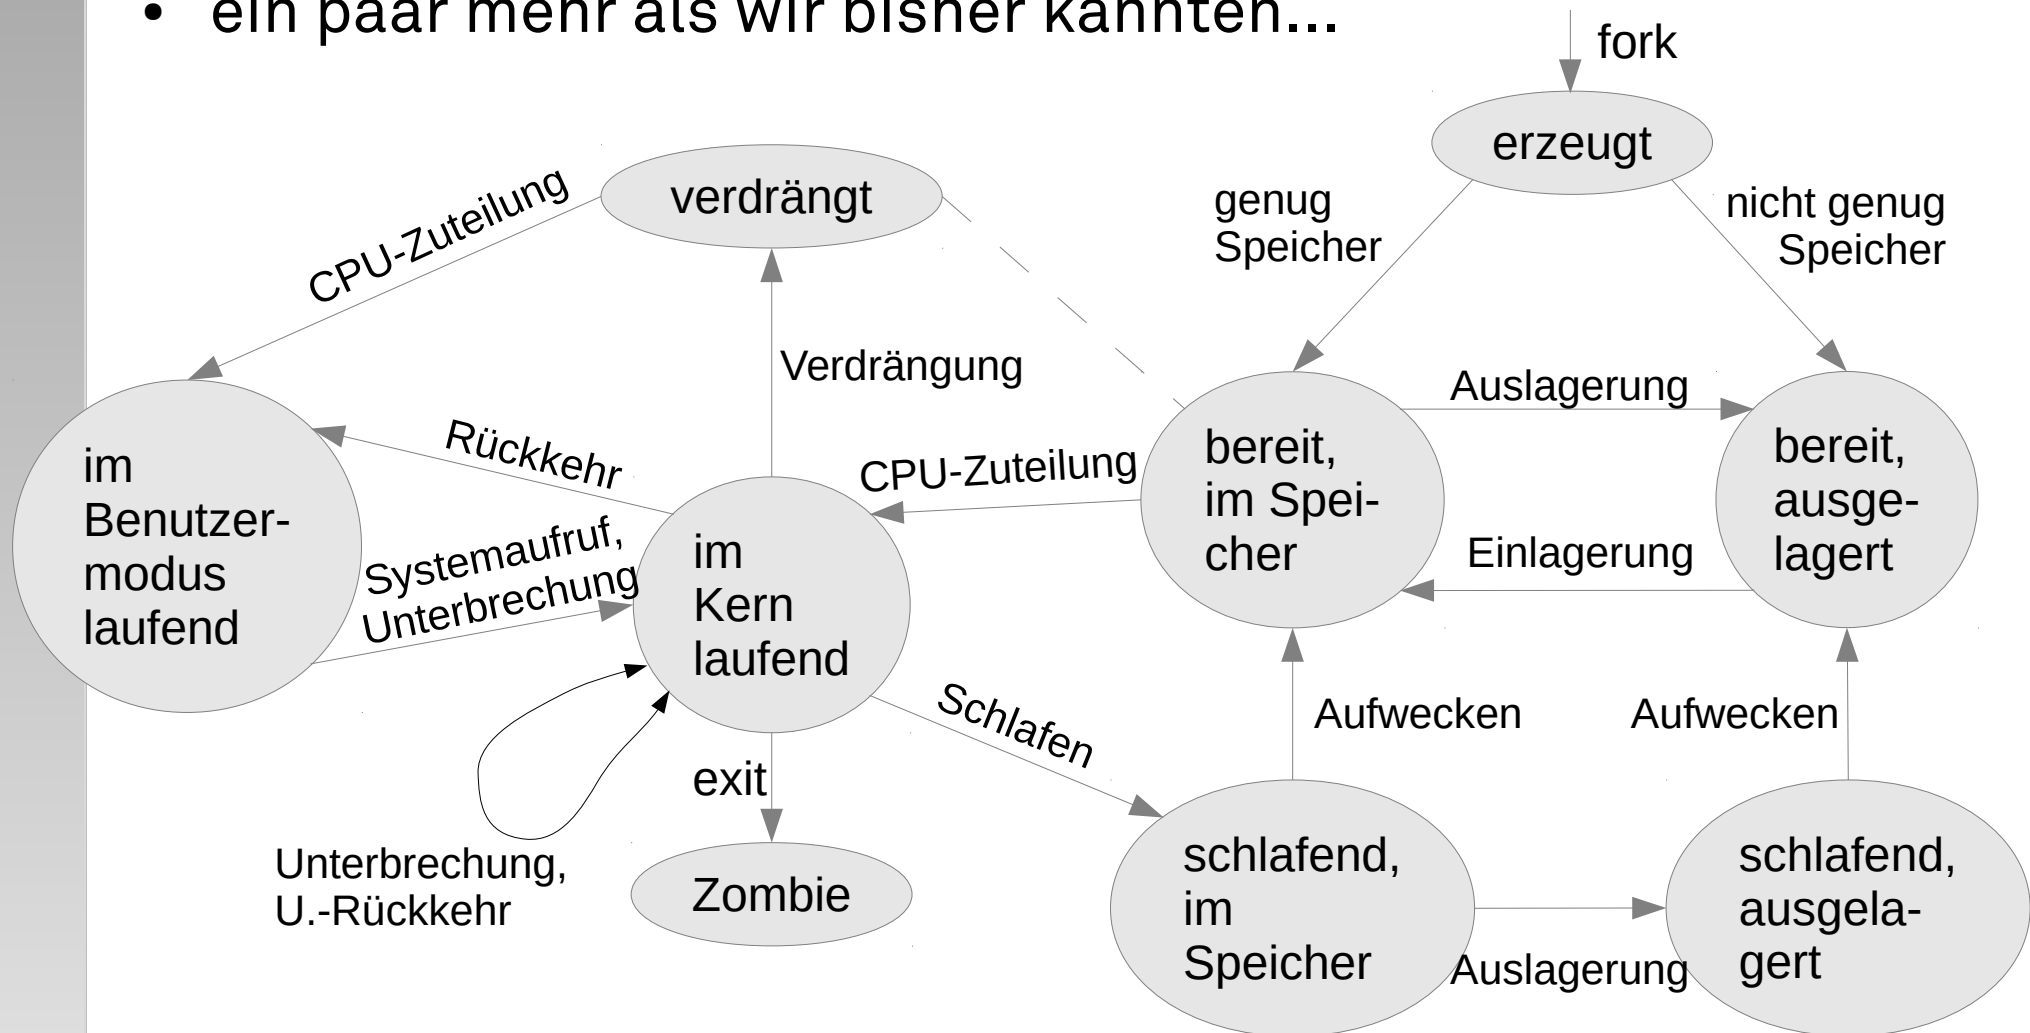 • ein paar mehr als wir bisher kannten...
fork
erzeugt
genug
Speicher
nicht genug
Speicher
verdrängt
CPU-Zuteilung
Verdrängung
Rückkehr
CPU-Zuteilung
Auslagerung
Einlagerung
im
Benutzer-
modus
laufend
Systemaufruf,
Unterbrechung
im
Kern
laufend
bereit,
im Spei-
cher
bereit,
ausge-
lagert
Schlafen
Aufwecken
Aufwecken
exit
Unterbrechung,
U.-Rückkehr
Zombie
schlafend,
im
Speicher
Auslagerung
schlafend,
ausgela-
gert